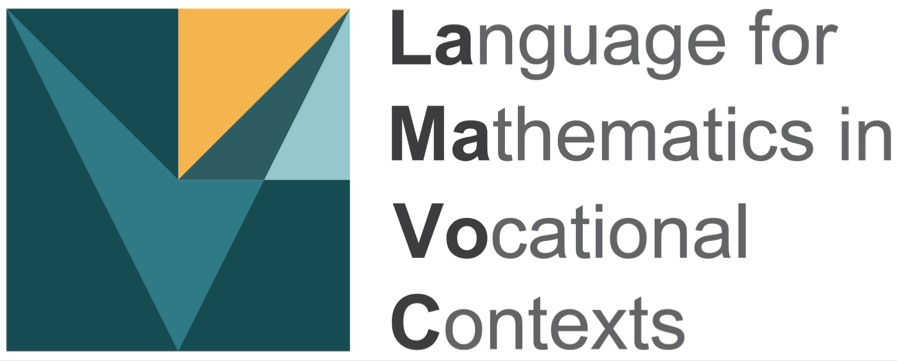 Language for
Mathematics in
Vocational
Contexts